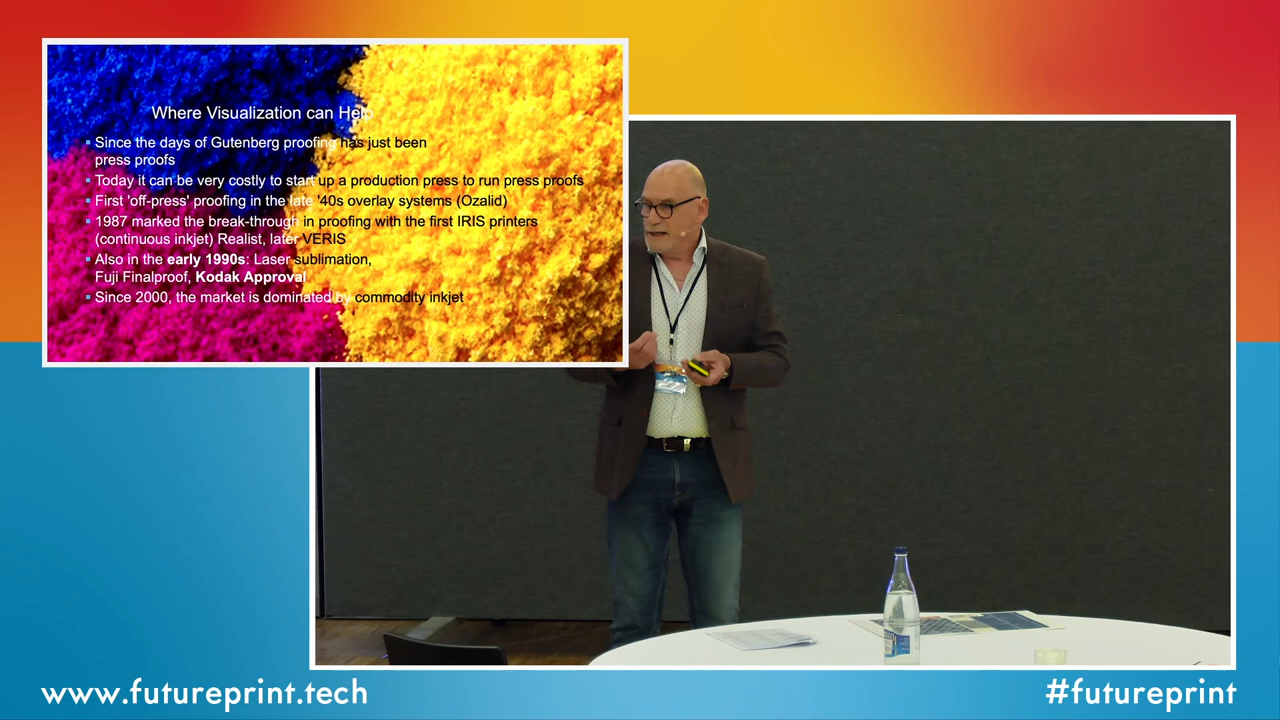 Where Visualization can Help
Since the days of Gutenberg proofing has just been
press proofs
Today it can be very costly to start up a production press to run press proofs
First 'off-press' proofing in the late '40s overlay systems (Ozalid)
1987 marked the break-through in proofing with the first IRIS printers
(continuous inkjet) Realist, later VERIS
Also in the early 1990s: Laser sublimation,
Fuji Finalproof, Kodak Approval
Since 2000, the market is dominated by commodity inkjet
www.futureprint.tech
#futureprint